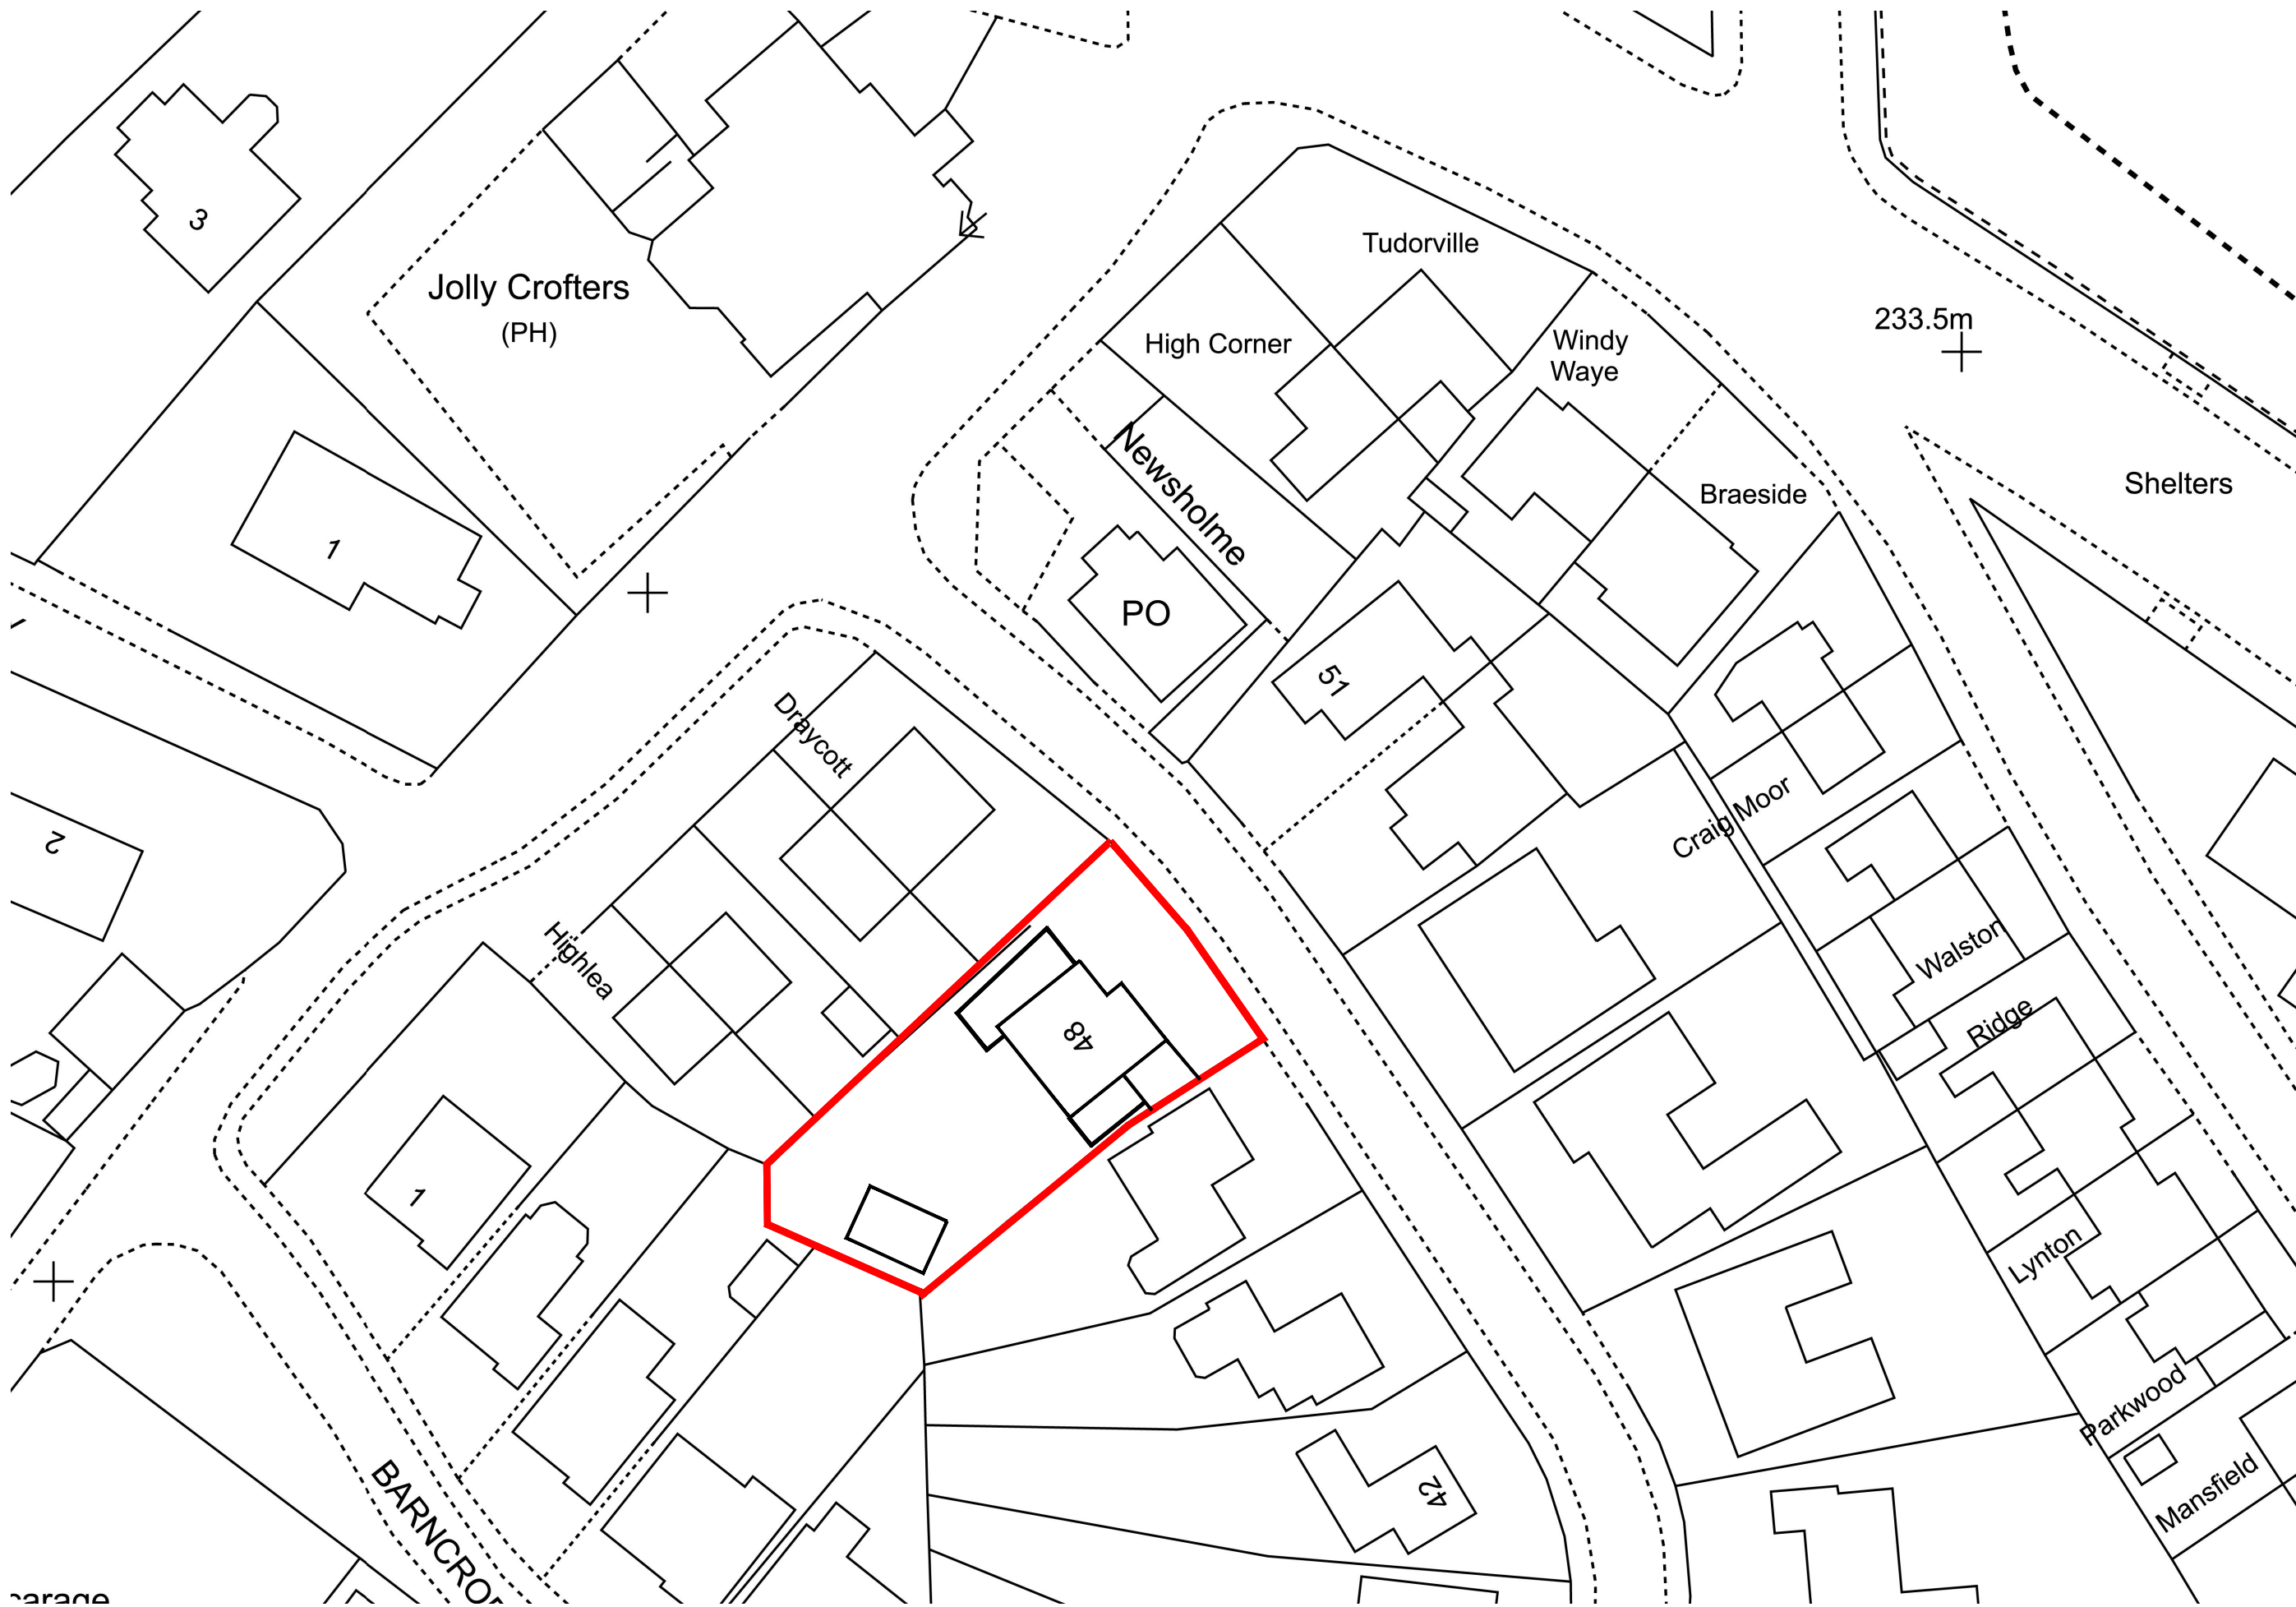 3
Jolly Crofters
(PH)
Tudorville
High Corner
Windy
Waye
233.5m
Shelters
Braeside
Newsholme
1
PO
51
Draycott
2
Craig Moor
Highlea
48
Walston
Ridge
1
Lynton
Parkwood
Mansfield
42
BARNCRO